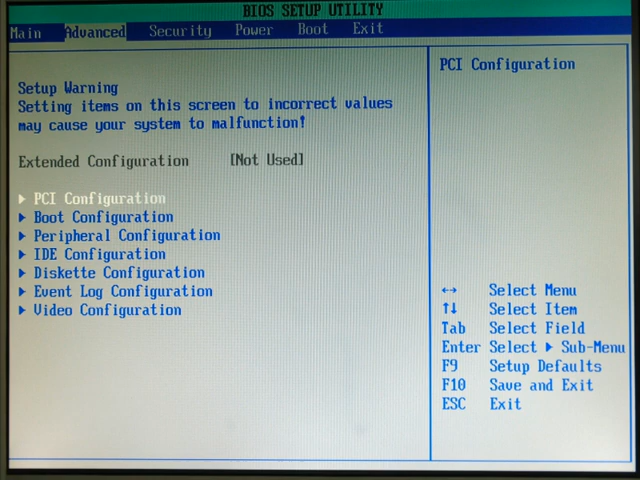 BIOS SETUP UTILITY
Main Advanced Security Power Boot Exit
Setup Warning
Setting items on this screen to incorrect values
may cause your system to malfunction!
Extended Configuration [Not Used]
PCI Configuration
Boot Configuration
Peripheral Configuration
IDE Configuration
Diskette Configuration
Event Log Configuration
Video Configuration
PCI Configuration
↔ Select Menu
↑↓ Select Item
Tab Select Field
Enter Select ▶ Sub-Menu
F9 Setup Defaults
F10 Save and Exit
ESC Exit